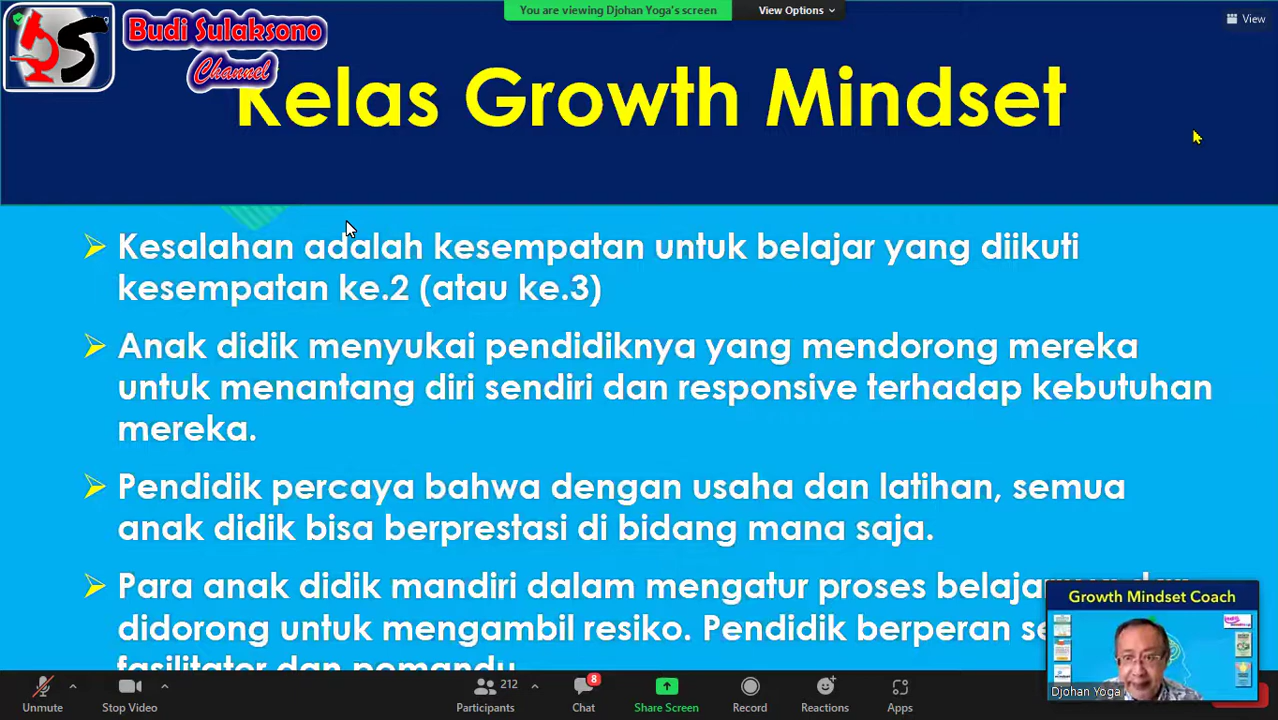 You are viewing Djohan Yoga's screen
View Options
View
Budi Sulaksono
Channel
Kelas Growth Mindset
Kesalahan adalah kesempatan untuk belajar yang diikuti
kesempatan ke.2 (atau ke.3)
Anak didik menyukai pendidiknya yang mendorong mereka
untuk menantang diri sendiri dan responsive terhadap kebutuhan
mereka.
Pendidik percaya bahwa dengan usaha dan latihan, semua
anak didik bisa berprestasi di bidang mana saja.
Para anak didik mandiri dalam mengatur proses
didorong untuk mengambil resiko. Pendidik berperan
fasilitator dan pemandu
Growth Mindset Coach
Djohan Yoga
Unmute
Stop Video
212
Participants
8
Chat
Share Screen
Record
Reactions
Apps